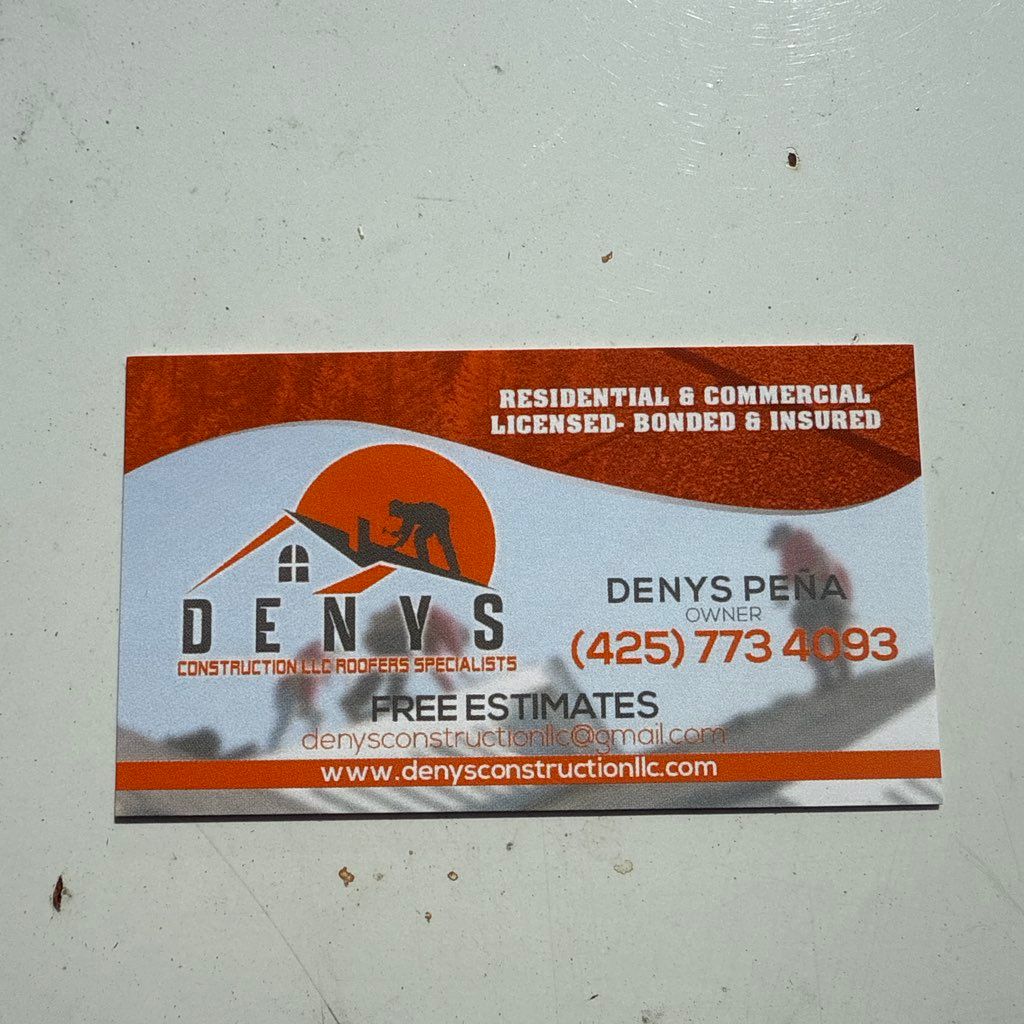 RESIDENTIAL & COMMERCIAL
LICENSED- BONDED & INSURED
DENYS
CONSTRUCTION LLC ROOFERS SPECIALISTS
DENYS PEÑA
OWNER
(425) 773 4093
FREE ESTIMATES
denysconstructionllc@gmail.com
www.denysconstructionllc.com